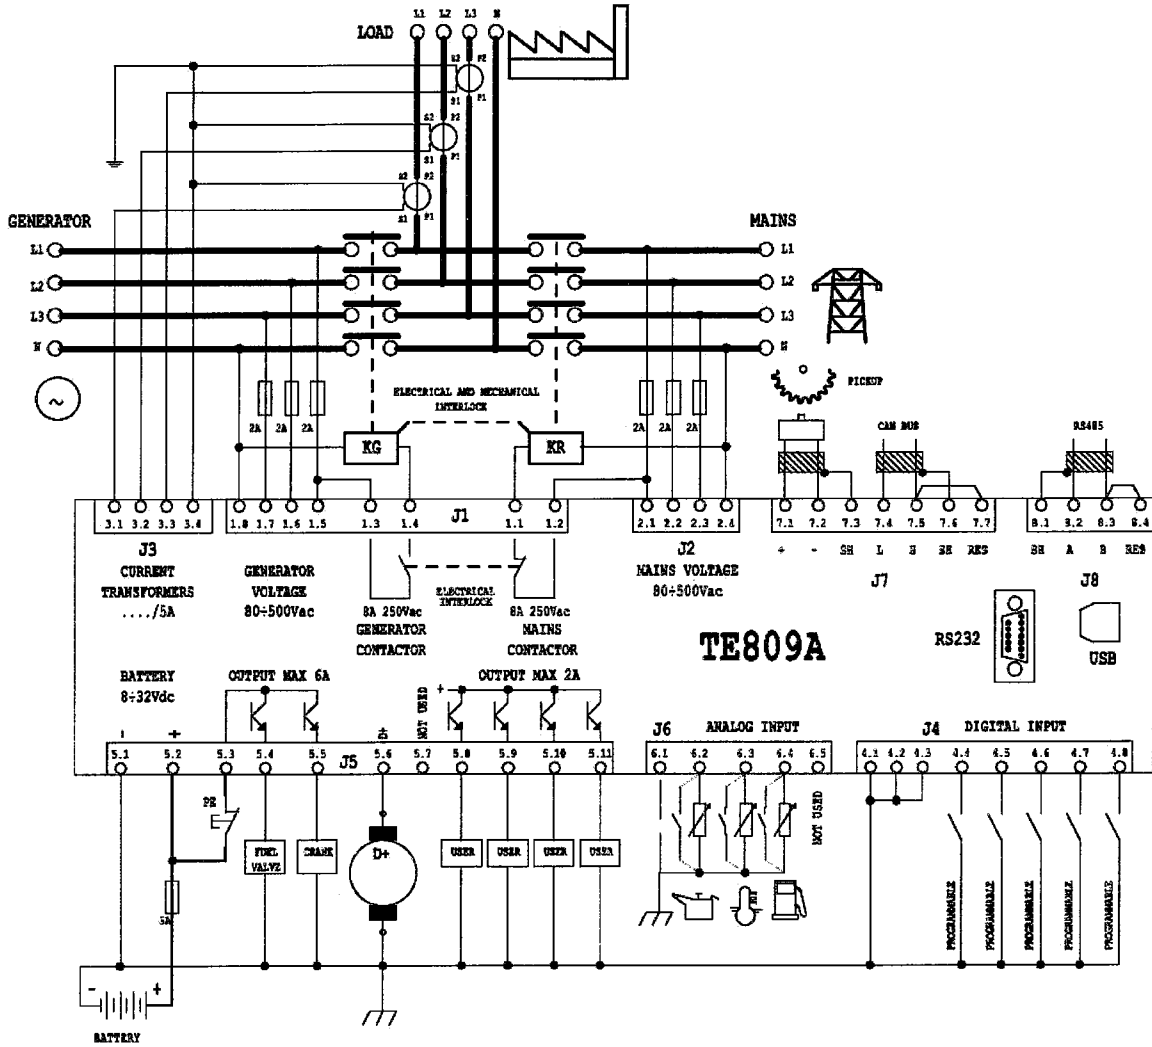 L1 L2 L3 N
LOAD
S2 P2
S1 P1
S2 P2
S1 P1
S2 P2
S1 P1
GENERATOR
MAINS
L1
L1
L2
L2
L3
L3
N
N
~
PICKUP
ELECTRICAL AND MECHANICAL
INTERLOCK
2A 2A 2A
2A 2A 2A
CAN BUS
RS485
KG
KR
3.1 3.2 3.3 3.4
1.8 1.7 1.6 1.5 1.3 1.4 J1 1.1 1.2
2.1 2.2 2.3 2.4
7.1 7.2 7.3 7.4 7.5 7.6 7.7
8.1 8.2 8.3 8.4
+ - SH L H SH RES
SH A B RES
J3
CURRENT
TRANSFORMERS
..../5A
GENERATOR
VOLTAGE
80÷500Vac
J2
MAINS VOLTAGE
80÷500Vac
J7
J8
ELECTRICAL
INTERLOCK
8A 250Vac
GENERATOR
CONTACTOR
8A 250Vac
MAINS
CONTACTOR
TE809A
RS232
USB
BATTERY
8÷32Vdc
OUTPUT MAX 6A
OUTPUT MAX 2A
- +
D+
NOT USED
+
J6 ANALOG INPUT
J4 DIGITAL INPUT
5.1 5.2 5.3 5.4 5.5 J5 5.6 5.7 5.8 5.9 5.10 5.11
6.1 6.2 6.3 6.4 6.5
4.1 4.2 4.3 4.4 4.5 4.6 4.7 4.8
PE
NOT USED
FUEL
VALVE
CRANK
D+
USER
USER
USER
USER
5A
PROGRAMMABLE
PROGRAMMABLE
PROGRAMMABLE
PROGRAMMABLE
PROGRAMMABLE
- +
BATTERY